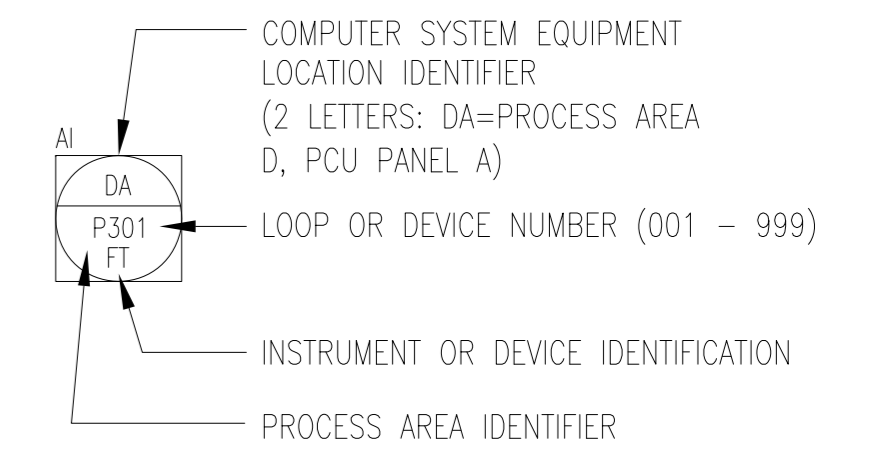 COMPUTER SYSTEM EQUIPMENT
LOCATION IDENTIFIER
(2 LETTERS: DA=PROCESS AREA
D, PCU PANEL A)
AI
DA
P301
FT
LOOP OR DEVICE NUMBER (001 – 999)
INSTRUMENT OR DEVICE IDENTIFICATION
PROCESS AREA IDENTIFIER